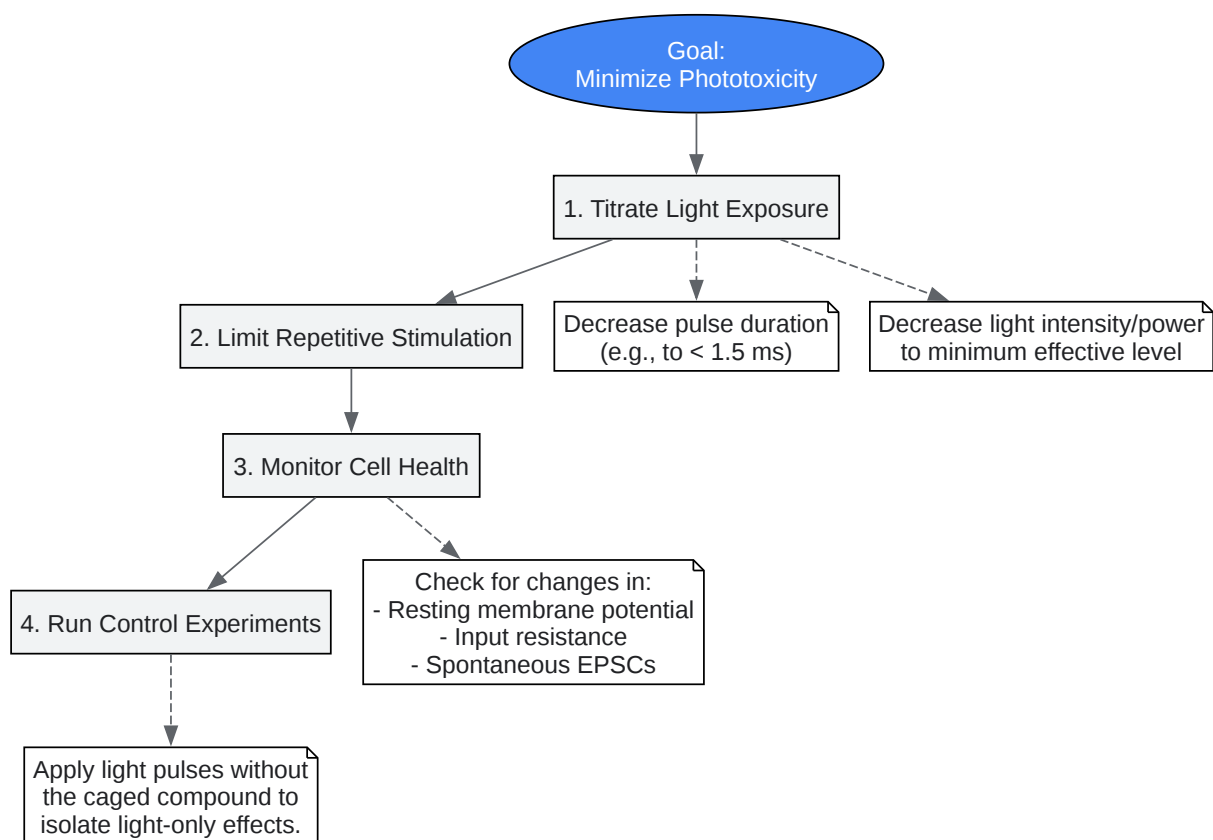 Goal:
Minimize Phototoxicity
1. Titrate Light Exposure
2. Limit Repetitive Stimulation
Decrease pulse duration
(e.g., to < 1.5 ms)
Decrease light intensity/power
to minimum effective level
3. Monitor Cell Health
4. Run Control Experiments
Check for changes in:
- Resting membrane potential
- Input resistance
- Spontaneous EPSCs
Apply light pulses without
the caged compound to
isolate light-only effects.